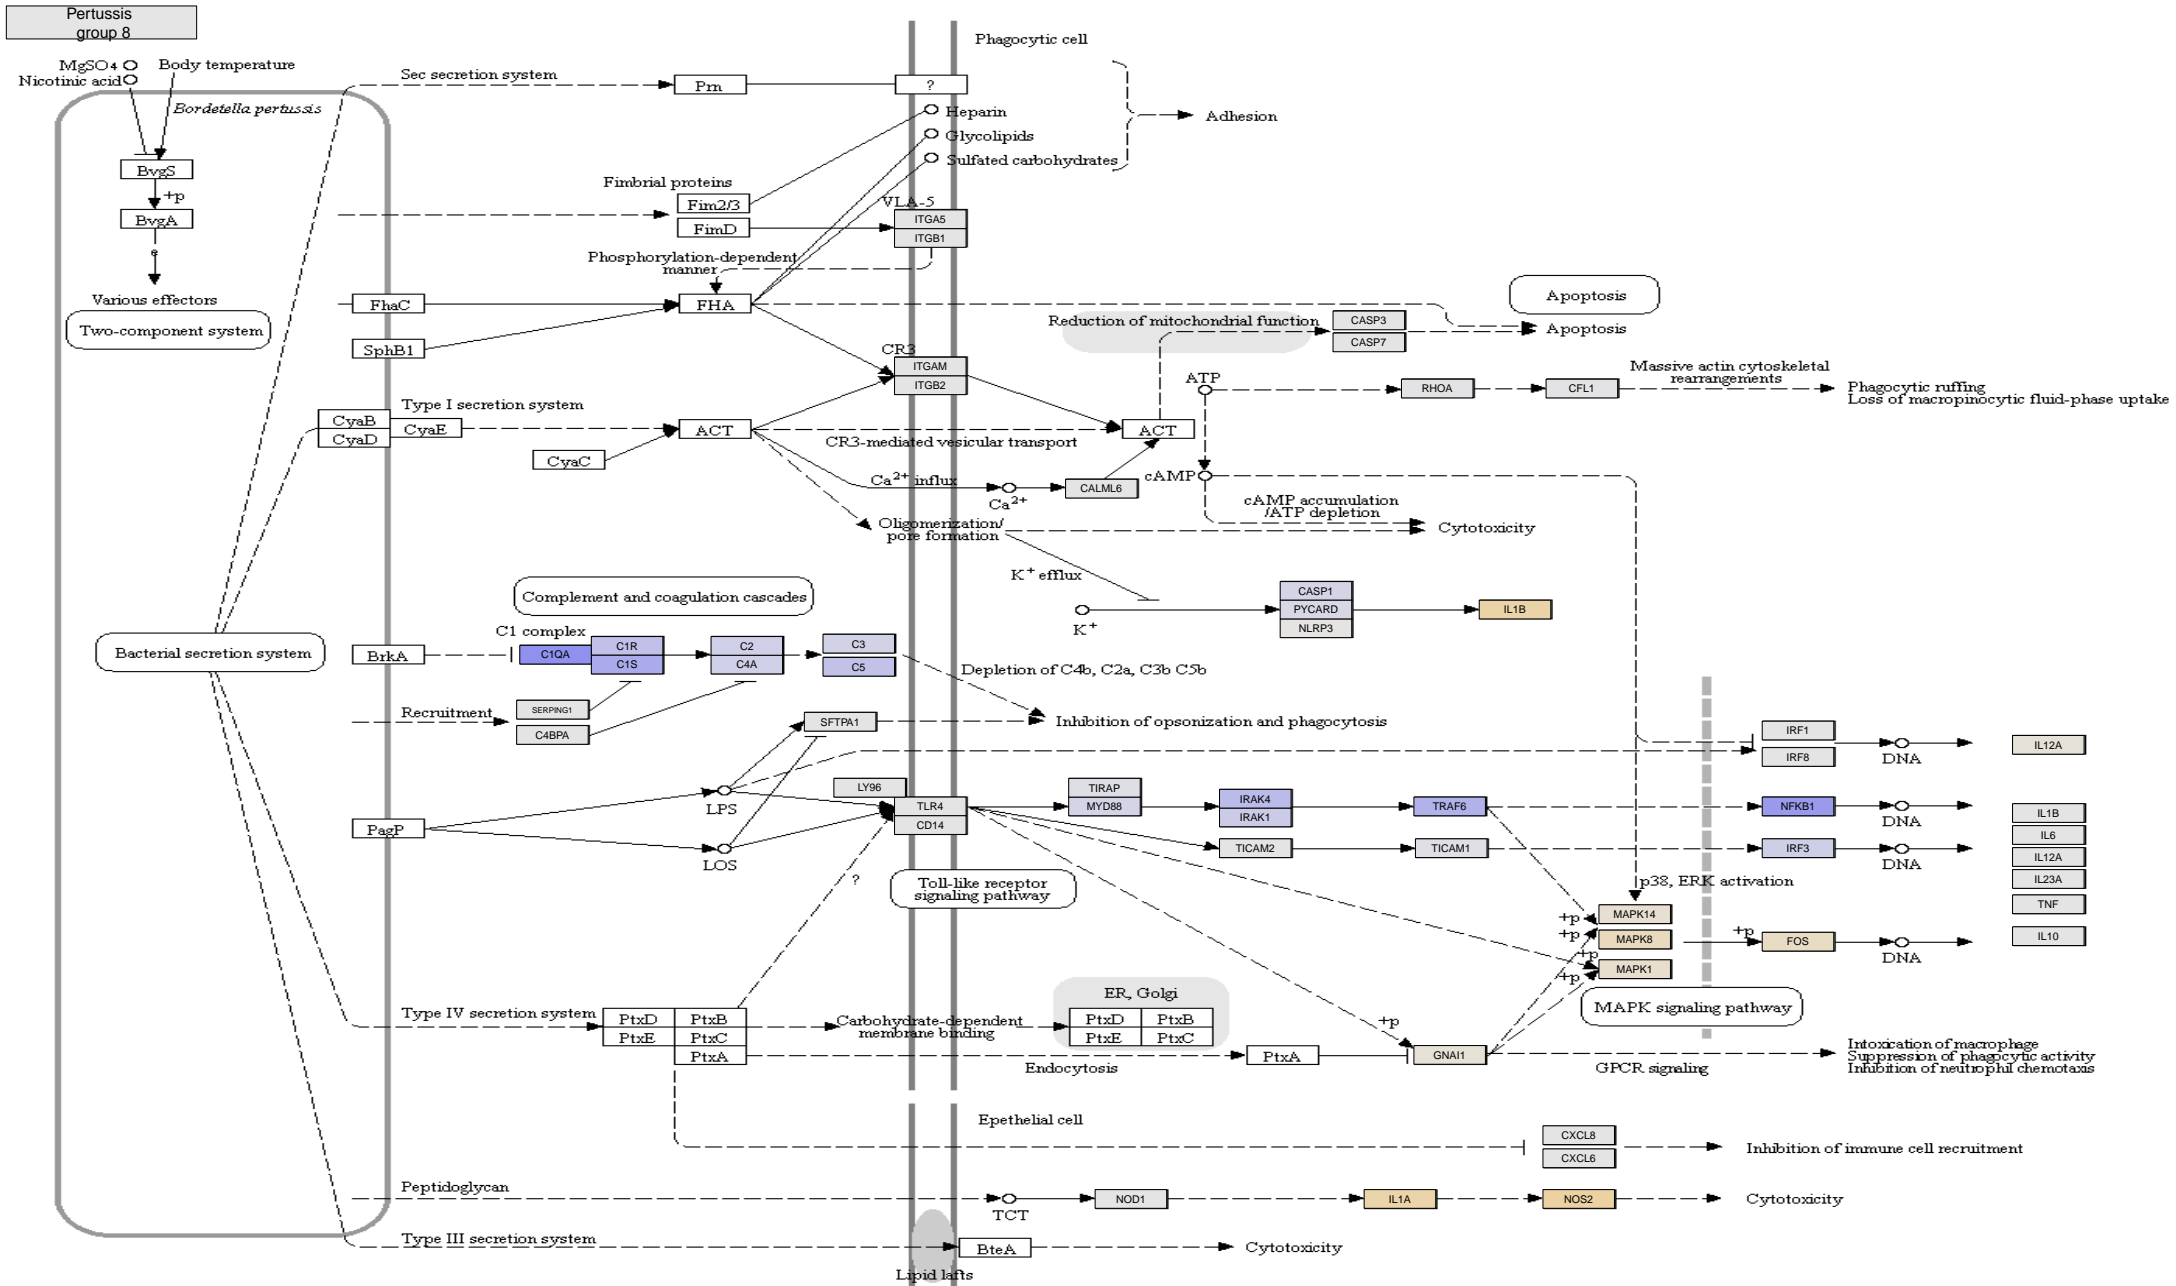 Pertussis
group 8
MgSO4
Nicotinic acid
Body temperature
Bordetella pertussis
BvgS
+p
BvgA
e
Various effectors
Two-component system
Bacterial secretion system
Sec secretion system
Prn
?
Phagocytic cell
Heparin
Glycolipids
Sulfated carbohydrates
Adhesion
Fimbrial proteins
Fim2/3
FimD
VLA-5
ITGA5
ITGB1
Phosphorylation-dependent
manner
FhaC
FHA
SphB1
Apoptosis
Reduction of mitochondrial function
CASP3
CASP7
Apoptosis
CR3
ITGAM
ITGB2
ATP
RHOA
CFL1
Massive actin cytoskeletal
rearrangements
Phagocytic ruffing
Loss of macropinocytic fluid-phase uptake
Type I secretion system
CyaB
CyaD
CyaE
CyaC
ACT
CR3-mediated vesicular transport
ACT
Ca2+ influx
Ca2+
CALML6
cAMP
cAMP accumulation
/ATP depletion
Oligomerization/
pore formation
Cytotoxicity
K+ efflux
K+
CASP1
PYCARD
NLRP3
IL1B
Complement and coagulation cascades
C1 complex
BrkA
C1QA
C1R
C1S
C2
C4A
C3
C5
Depletion of C4b, C2a, C3b C5b
Recruitment
SERPING1
C4BPA
SFTPA1
Inhibition of opsonization and phagocytosis
IRF1
IRF8
DNA
IL12A
LPS
LOS
PagP
LY96
TLR4
CD14
TIRAP
MYD88
IRAK4
IRAK1
TRAF6
NFKB1
DNA
TICAM2
TICAM1
IRF3
DNA
IL1B
IL6
IL12A
IL23A
TNF
IL10
?
Toll-like receptor
signaling pathway
p38, ERK activation
+p
MAPK14
+p
MAPK8
+p
MAPK1
+p
+p
FOS
DNA
MAPK signaling pathway
Type IV secretion system
PtxD
PtxB
PtxE
PtxC
PtxA
Carbohydrate-dependent
membrane binding
ER, Golgi
PtxD
PtxB
PtxE
PtxC
Endocytosis
PtxA
+p
GNAI1
GPCR signaling
Intoxication of macrophage
Suppression of phagocytic activity
Inhibition of neutrophil chemotaxis
Epethelial cell
CXCL8
CXCL6
Inhibition of immune cell recruitment
Peptidoglycan
TCT
NOD1
IL1A
NOS2
Cytotoxicity
Type III secretion system
BteA
Cytotoxicity
Lipid lafts